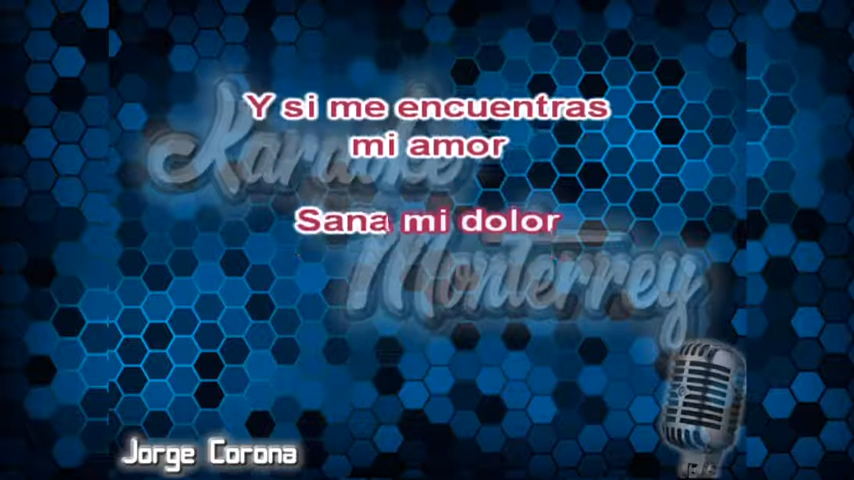 Y si me encuentras
mi amor
Karaoke
Sana mi dolor
Monterrey
Jorge Corona